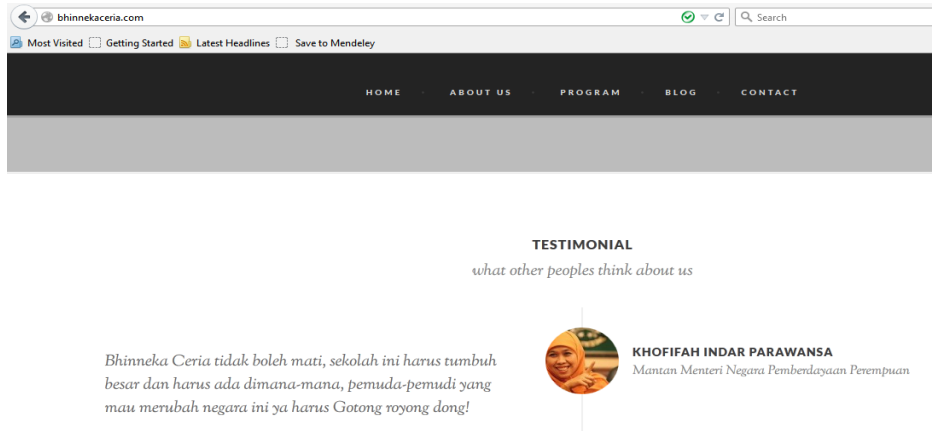 bhinnekaceria.com
Search
Most Visited Getting Started Latest Headlines Save to Mendeley
HOME · ABOUT US · PROGRAM · BLOG · CONTACT
TESTIMONIAL
what other peoples think about us
Bhinneka Ceria tidak boleh mati, sekolah ini harus tumbuh
besar dan harus ada dimana-mana, pemuda-pemudi yang
mau merubah negara ini ya harus Gotong royong dong!
KHOFIFAH INDAR PARAWANSA
Mantan Menteri Negara Pemberdayaan Perempuan